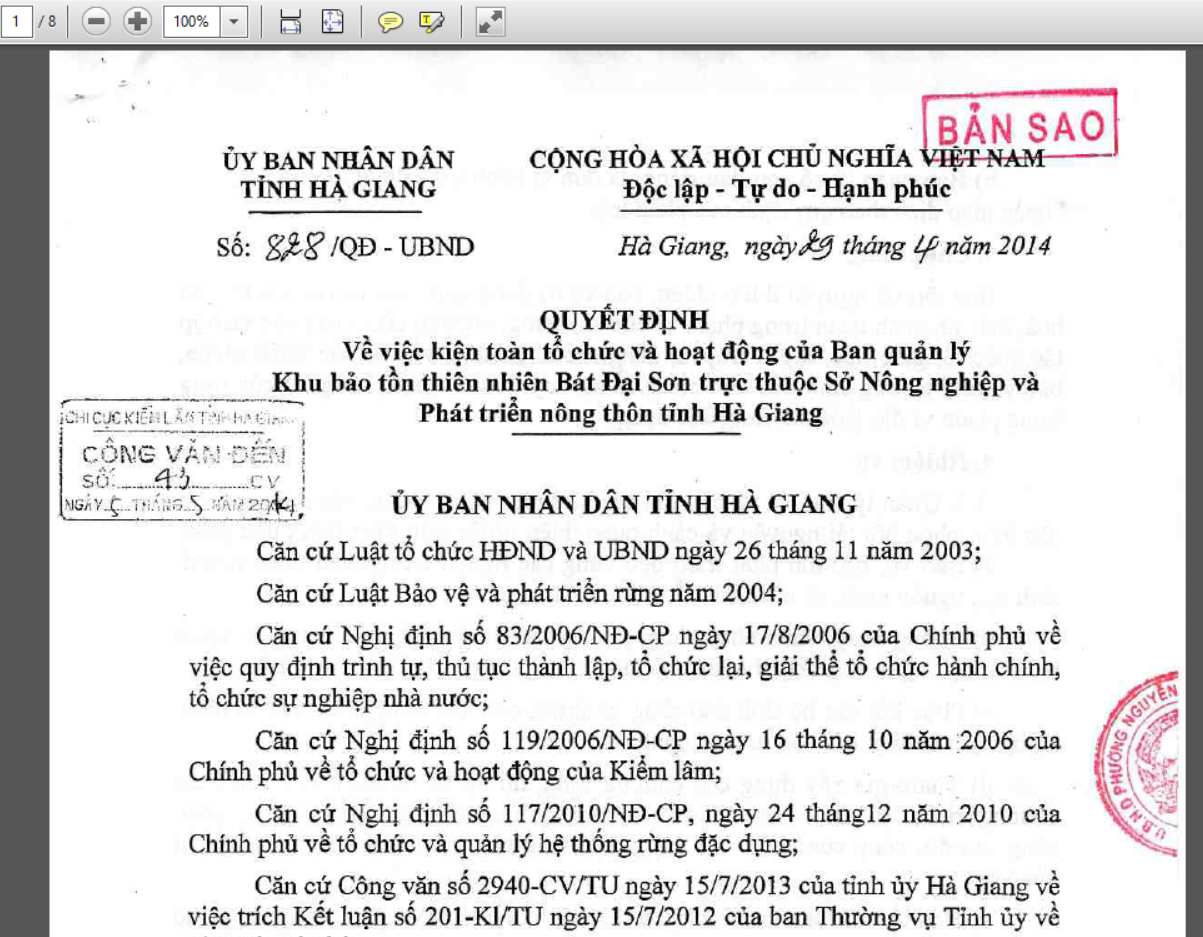 1 / 8
100%
BẢN SAO
ỦY BAN NHÂN DÂN
TỈNH HÀ GIANG
CỘNG HÒA XÃ HỘI CHỦ NGHĨA VIỆT NAM
Độc lập - Tự do - Hạnh phúc
Số: 828 /QĐ - UBND
Hà Giang, ngày 29 tháng 4 năm 2014
QUYẾT ĐỊNH
Về việc kiện toàn tổ chức và hoạt động của Ban quản lý
Khu bảo tồn thiên nhiên Bát Đại Sơn trực thuộc Sở Nông nghiệp và
Phát triển nông thôn tỉnh Hà Giang
CHI CỤC KIỂM LÂM TỈNH HÀ GIANG
CÔNG VĂN ĐẾN
SỐ: 43 CV
NGÀY 5 THÁNG 5 NĂM 2014
ỦY BAN NHÂN DÂN TỈNH HÀ GIANG
Căn cứ Luật tổ chức HĐND và UBND ngày 26 tháng 11 năm 2003;
Căn cứ Luật Bảo vệ và phát triển rừng năm 2004;
Căn cứ Nghị định số 83/2006/NĐ-CP ngày 17/8/2006 của Chính phủ về
việc quy định trình tự, thủ tục thành lập, tổ chức lại, giải thể tổ chức hành chính,
tổ chức sự nghiệp nhà nước;
Căn cứ Nghị định số 119/2006/NĐ-CP ngày 16 tháng 10 năm 2006 của
Chính phủ về tổ chức và hoạt động của Kiểm lâm;
Căn cứ Nghị định số 117/2010/NĐ-CP, ngày 24 tháng12 năm 2010 của
Chính phủ về tổ chức và quản lý hệ thống rừng đặc dụng;
Căn cứ Công văn số 2940-CV/TU ngày 15/7/2013 của tỉnh ủy Hà Giang về
việc trích Kết luận số 201-Kl/TU ngày 15/7/2012 của ban Thường vụ Tỉnh ủy về
U.B.N.D PHƯỜNG NGUYỄN